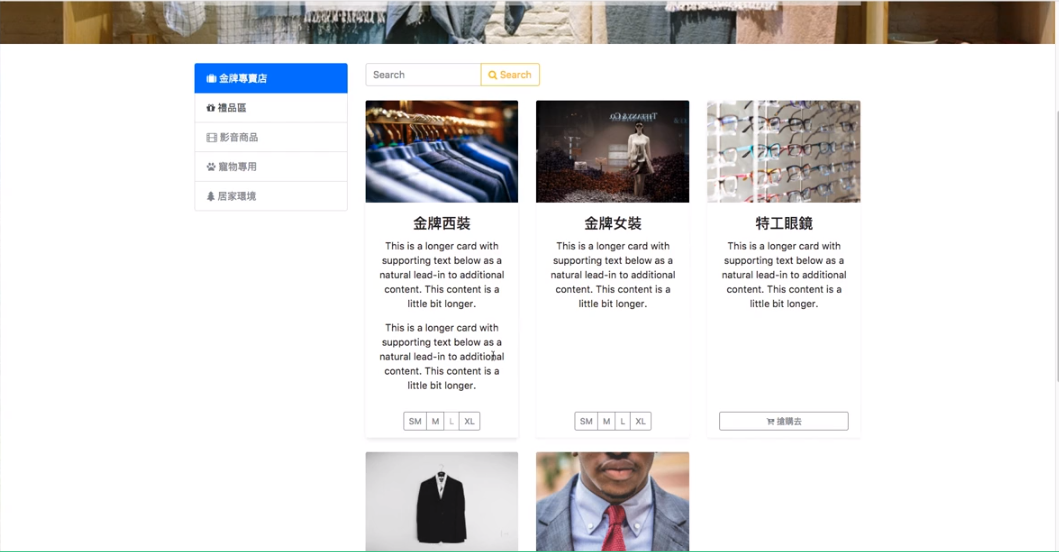 金牌專賣店
禮品區
影音商品
寵物專用
居家環境
Search
Search
金牌西裝
This is a longer card with
supporting text below as a
natural lead-in to additional
content. This content is a
little bit longer.
This is a longer card with
supporting text below as a
natural lead-in to additional
content. This content is a
little bit longer.
SM M L XL
金牌女裝
This is a longer card with
supporting text below as a
natural lead-in to additional
content. This content is a
little bit longer.
SM M L XL
特工眼鏡
This is a longer card with
supporting text below as a
natural lead-in to additional
content. This content is a
little bit longer.
搶購去